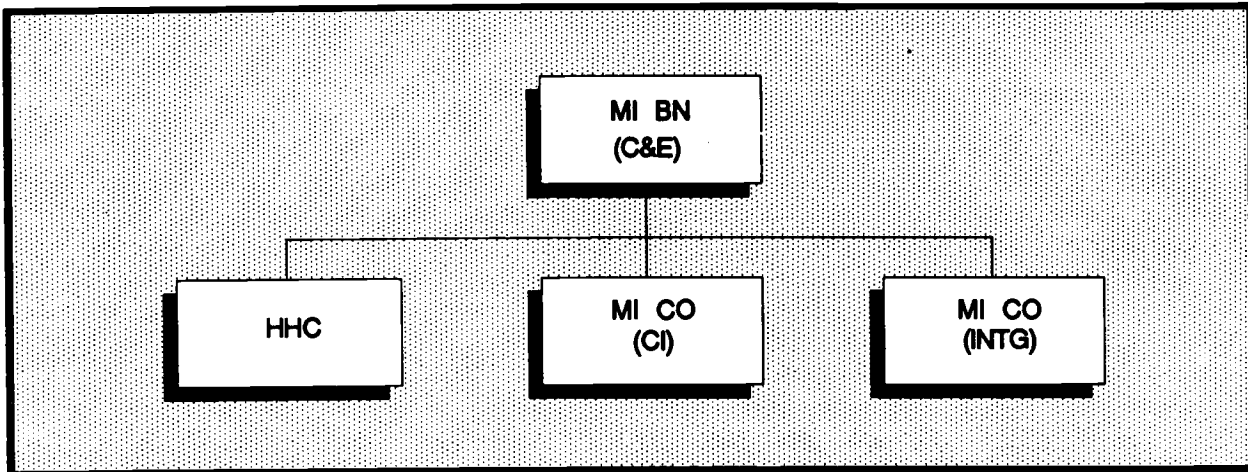 MI BN
(C&E)
HHC
MI CO
(CI)
MI CO
(INTG)